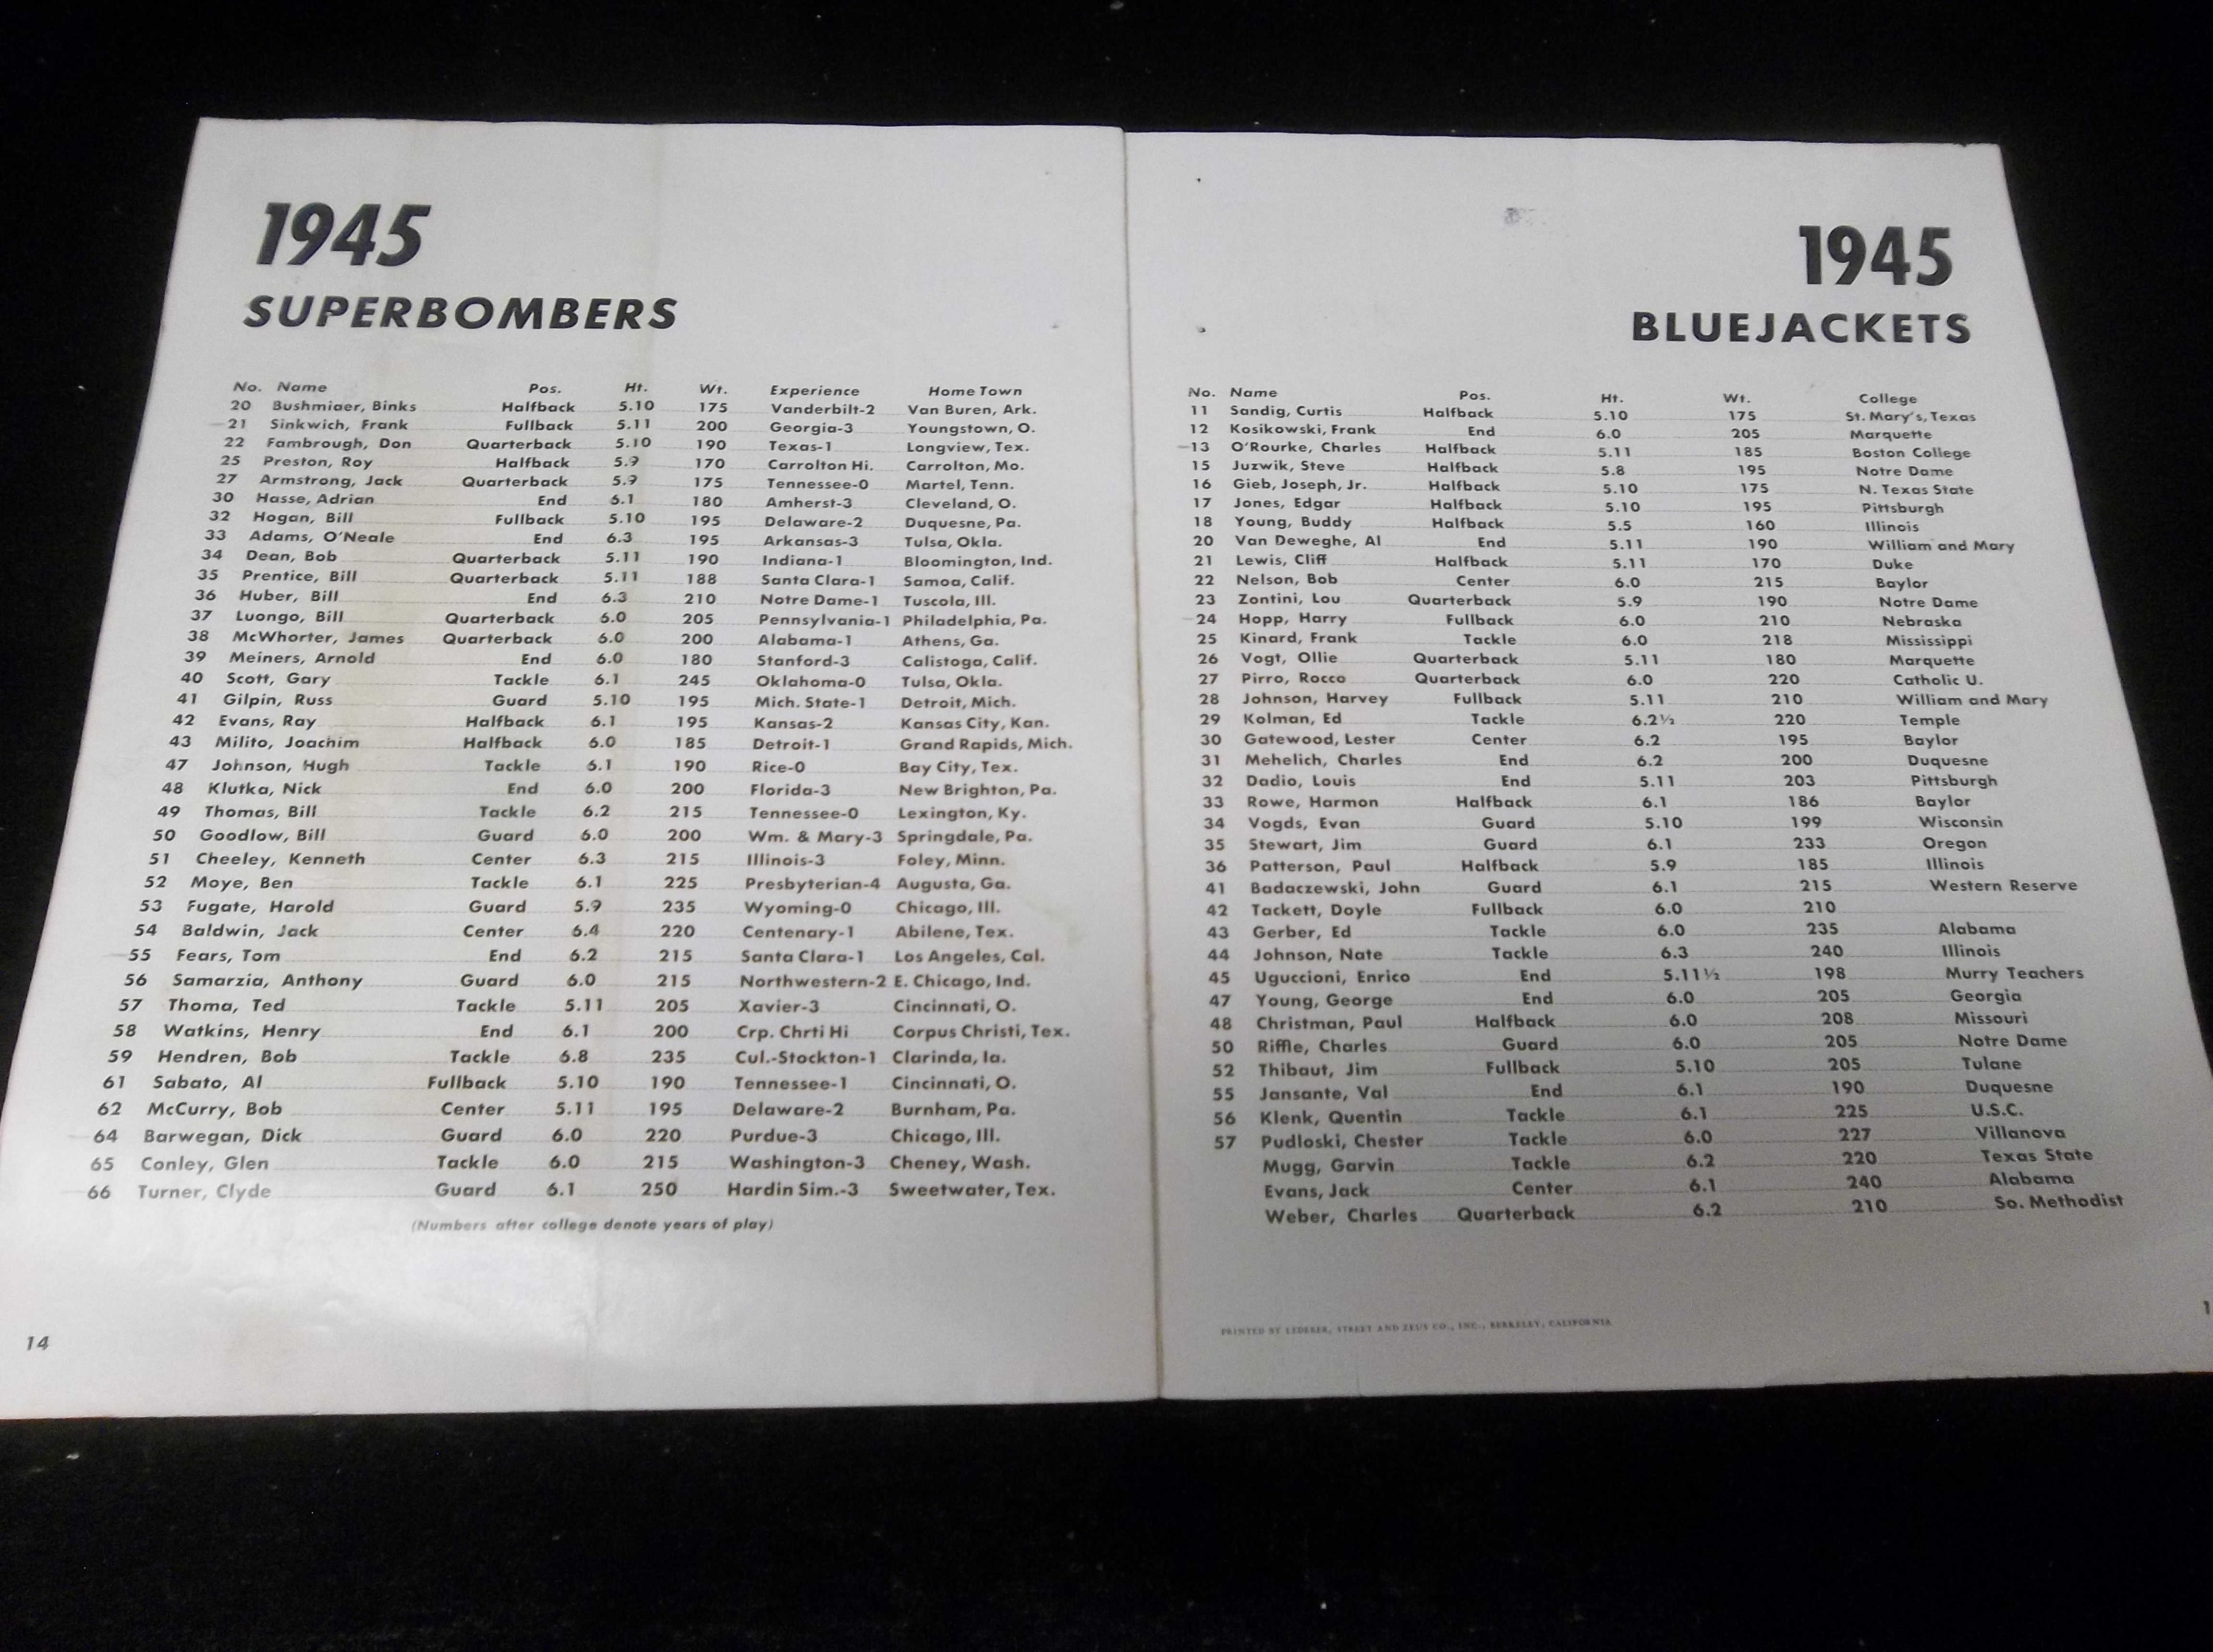 1945
SUPERBOMBERS
No. Name Pos. Ht. Wt. Experience Home Town
20 Bushmiaer, Binks Halfback 5.10 175 Vanderbilt-2 Van Buren, Ark.
21 Sinkwich, Frank Fullback 5.11 200 Georgia-3 Youngstown, O.
22 Fambrough, Don Quarterback 5.10 190 Texas-1 Longview, Tex.
25 Preston, Roy Halfback 5.9 170 Carrolton Hi. Carrolton, Mo.
27 Armstrong, Jack Quarterback 5.9 175 Tennessee-0 Martel, Tenn.
30 Hasse, Adrian End 6.1 180 Amherst-3 Cleveland, O.
32 Hogan, Bill Fullback 5.10 195 Delaware-2 Duquesne, Pa.
33 Adams, O'Neale End 6.3 195 Arkansas-3 Tulsa, Okla.
34 Dean, Bob Quarterback 5.11 190 Indiana-1 Bloomington, Ind.
35 Prentice, Bill Quarterback 5.11 188 Santa Clara-1 Samoa, Calif.
36 Huber, Bill End 6.3 210 Notre Dame-1 Tuscola, Ill.
37 Luongo, Bill Quarterback 6.0 205 Pennsylvania-1 Philadelphia, Pa.
38 McWhorter, James Quarterback 6.0 200 Alabama-1 Athens, Ga.
39 Meiners, Arnold End 6.0 180 Stanford-3 Calistoga, Calif.
40 Scott, Gary Tackle 6.1 245 Oklahoma-0 Tulsa, Okla.
41 Gilpin, Russ Guard 5.10 195 Mich. State-1 Detroit, Mich.
42 Evans, Ray Halfback 6.1 195 Kansas-2 Kansas City, Kan.
43 Milito, Joachim Halfback 6.0 185 Detroit-1 Grand Rapids, Mich.
47 Johnson, Hugh Tackle 6.1 190 Rice-0 Bay City, Tex.
48 Klutka, Nick End 6.0 200 Florida-3 New Brighton, Pa.
49 Thomas, Bill Tackle 6.2 215 Tennessee-0 Lexington, Ky.
50 Goodlow, Bill Guard 6.0 200 Wm. & Mary-3 Springdale, Pa.
51 Cheeley, Kenneth Center 6.3 215 Illinois-3 Foley, Minn.
52 Moye, Ben Tackle 6.1 225 Presbyterian-4 Augusta, Ga.
53 Fugate, Harold Guard 5.9 235 Wyoming-0 Chicago, Ill.
54 Baldwin, Jack Center 6.4 220 Centenary-1 Abilene, Tex.
55 Fears, Tom End 6.2 215 Santa Clara-1 Los Angeles, Cal.
56 Samarzia, Anthony Guard 6.0 215 Northwestern-2 E. Chicago, Ind.
57 Thoma, Ted Tackle 5.11 205 Xavier-3 Cincinnati, O.
58 Watkins, Henry End 6.1 200 Crp. Chrti Hi Corpus Christi, Tex.
59 Hendren, Bob Tackle 6.8 235 Cul.-Stockton-1 Clarinda, Ia.
61 Sabato, Al Fullback 5.10 190 Tennessee-1 Cincinnati, O.
62 McCurry, Bob Center 5.11 195 Delaware-2 Burnham, Pa.
64 Barwegan, Dick Guard 6.0 220 Purdue-3 Chicago, Ill.
65 Conley, Glen Tackle 6.0 215 Washington-3 Cheney, Wash.
66 Turner, Clyde Guard 6.1 250 Hardin Sim.-3 Sweetwater, Tex.
(Numbers after college denote years of play)
14
1945
BLUEJACKETS
No. Name Pos. Ht. Wt. College
11 Sandig, Curtis Halfback 5.10 175 St. Mary's, Texas
12 Kosikowski, Frank End 6.0 205 Marquette
13 O'Rourke, Charles Halfback 5.11 185 Boston College
15 Juzwik, Steve Halfback 5.8 195 Notre Dame
16 Gieb, Joseph, Jr. Halfback 5.10 175 N. Texas State
17 Jones, Edgar Halfback 5.10 195 Pittsburgh
18 Young, Buddy Halfback 5.5 160 Illinois
20 Van Deweghe, Al End 5.11 190 William and Mary
21 Lewis, Cliff Halfback 5.11 170 Duke
22 Nelson, Bob Center 6.0 215 Baylor
23 Zontini, Lou Quarterback 5.9 190 Notre Dame
24 Hopp, Harry Fullback 6.0 210 Nebraska
25 Kinard, Frank Tackle 6.0 218 Mississippi
26 Vogt, Ollie Quarterback 5.11 180 Marquette
27 Pirro, Rocco Quarterback 6.0 220 Catholic U.
28 Johnson, Harvey Fullback 5.11 210 William and Mary
29 Kolman, Ed Tackle 6.2½ 220 Temple
30 Gatewood, Lester Center 6.2 195 Baylor
31 Mehelich, Charles End 6.2 200 Duquesne
32 Dadio, Louis End 5.11 203 Pittsburgh
33 Rowe, Harmon Halfback 6.1 186 Baylor
34 Vogds, Evan Guard 5.10 199 Wisconsin
35 Stewart, Jim Guard 6.1 233 Oregon
36 Patterson, Paul Halfback 5.9 185 Illinois
41 Badaczewski, John Guard 6.1 215 Western Reserve
42 Tackett, Doyle Fullback 6.0 210
43 Gerber, Ed Tackle 6.0 235 Alabama
44 Johnson, Nate Tackle 6.3 240 Illinois
45 Uguccioni, Enrico End 5.11½ 198 Murry Teachers
47 Young, George End 6.0 205 Georgia
48 Christman, Paul Halfback 6.0 208 Missouri
50 Riffle, Charles Guard 6.0 205 Notre Dame
52 Thibaut, Jim Fullback 5.10 205 Tulane
55 Jansante, Val End 6.1 190 Duquesne
56 Klenk, Quentin Tackle 6.1 225 U.S.C.
57 Pudloski, Chester Tackle 6.0 227 Villanova
Mugg, Garvin Tackle 6.2 220 Texas State
Evans, Jack Center 6.1 240 Alabama
Weber, Charles Quarterback 6.2 210 So. Methodist
PRINTED BY LEDERER, STREET AND ZEUS CO., INC., BERKELEY, CALIFORNIA
1